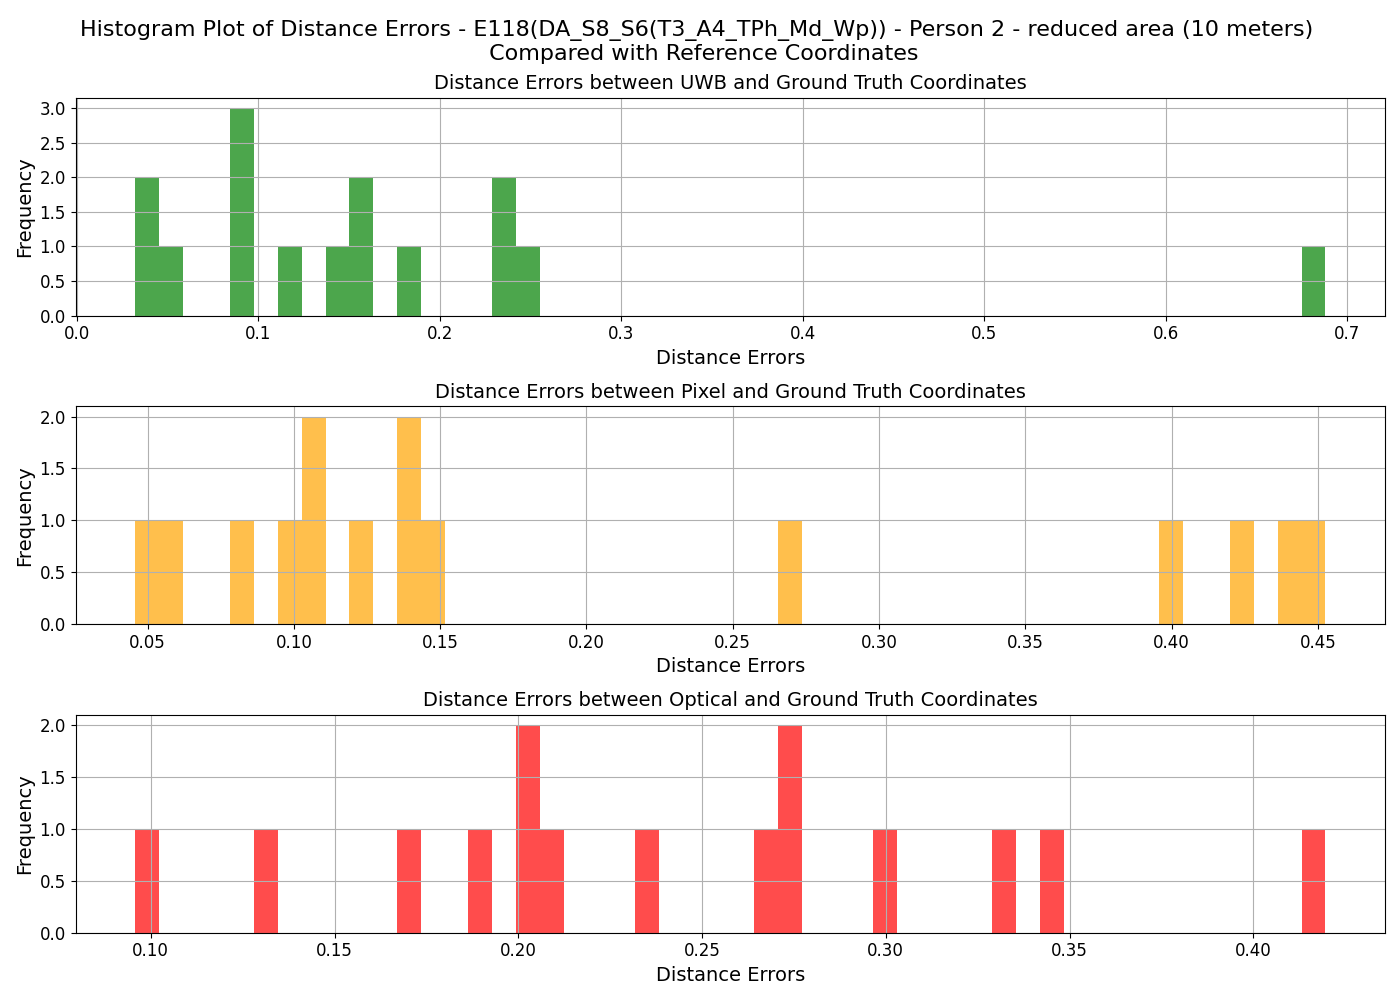 Histogram Plot of Distance Errors - E118(DA_S8_S6(T3_A4_TPh_Md_Wp)) - Person 2 - reduced area (10 meters)
Compared with Reference Coordinates
Distance Errors between UWB and Ground Truth Coordinates
Frequency
3.0
2.5
2.0
1.5
1.0
0.5
0.0
0.0 0.1 0.2 0.3 0.4 0.5 0.6 0.7
Distance Errors
Distance Errors between Pixel and Ground Truth Coordinates
Frequency
2.0
1.5
1.0
0.5
0.0
0.05 0.10 0.15 0.20 0.25 0.30 0.35 0.40 0.45
Distance Errors
Distance Errors between Optical and Ground Truth Coordinates
Frequency
2.0
1.5
1.0
0.5
0.0
0.10 0.15 0.20 0.25 0.30 0.35 0.40
Distance Errors